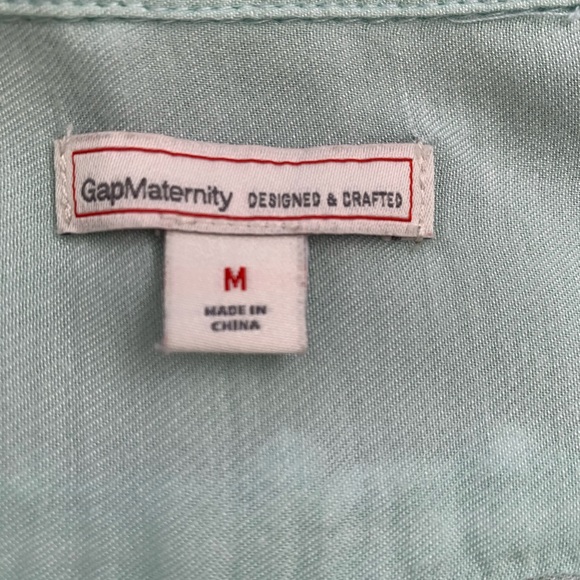 GapMaternity DESIGNED & CRAFTED
M
MADE IN
CHINA